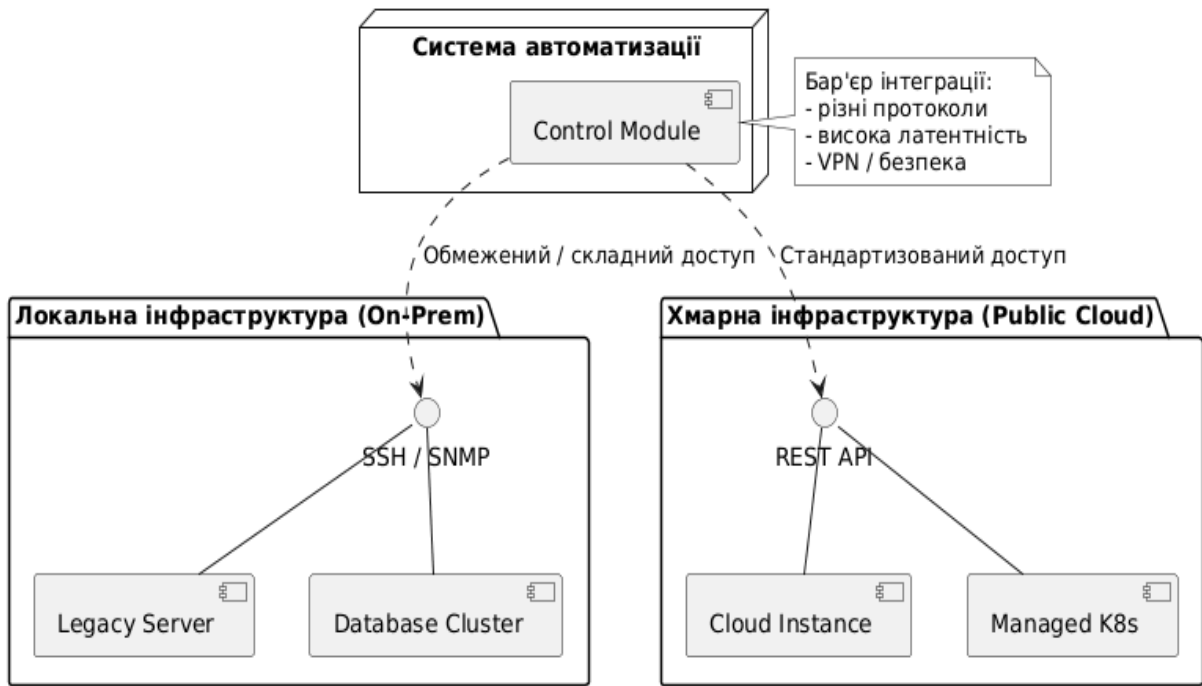 Система автоматизації
Control Module
Бар'єр інтеграції:
- різні протоколи
- висока латентність
- VPN / безпека
Обмежений / складний доступ
Стандартизований доступ
Локальна інфраструктура (On-Prem)
SSH / SNMP
Legacy Server
Database Cluster
Хмарна інфраструктура (Public Cloud)
REST API
Cloud Instance
Managed K8s